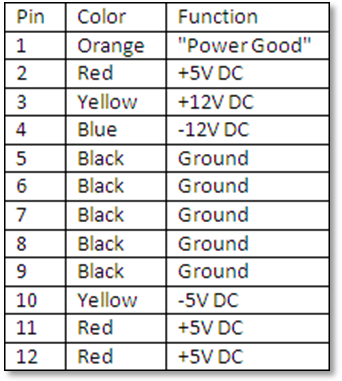 Pin Color Function
1 Orange "Power Good"
2 Red +5V DC
3 Yellow +12V DC
4 Blue -12V DC
5 Black Ground
6 Black Ground
7 Black Ground
8 Black Ground
9 Black Ground
10 Yellow -5V DC
11 Red +5V DC
12 Red +5V DC